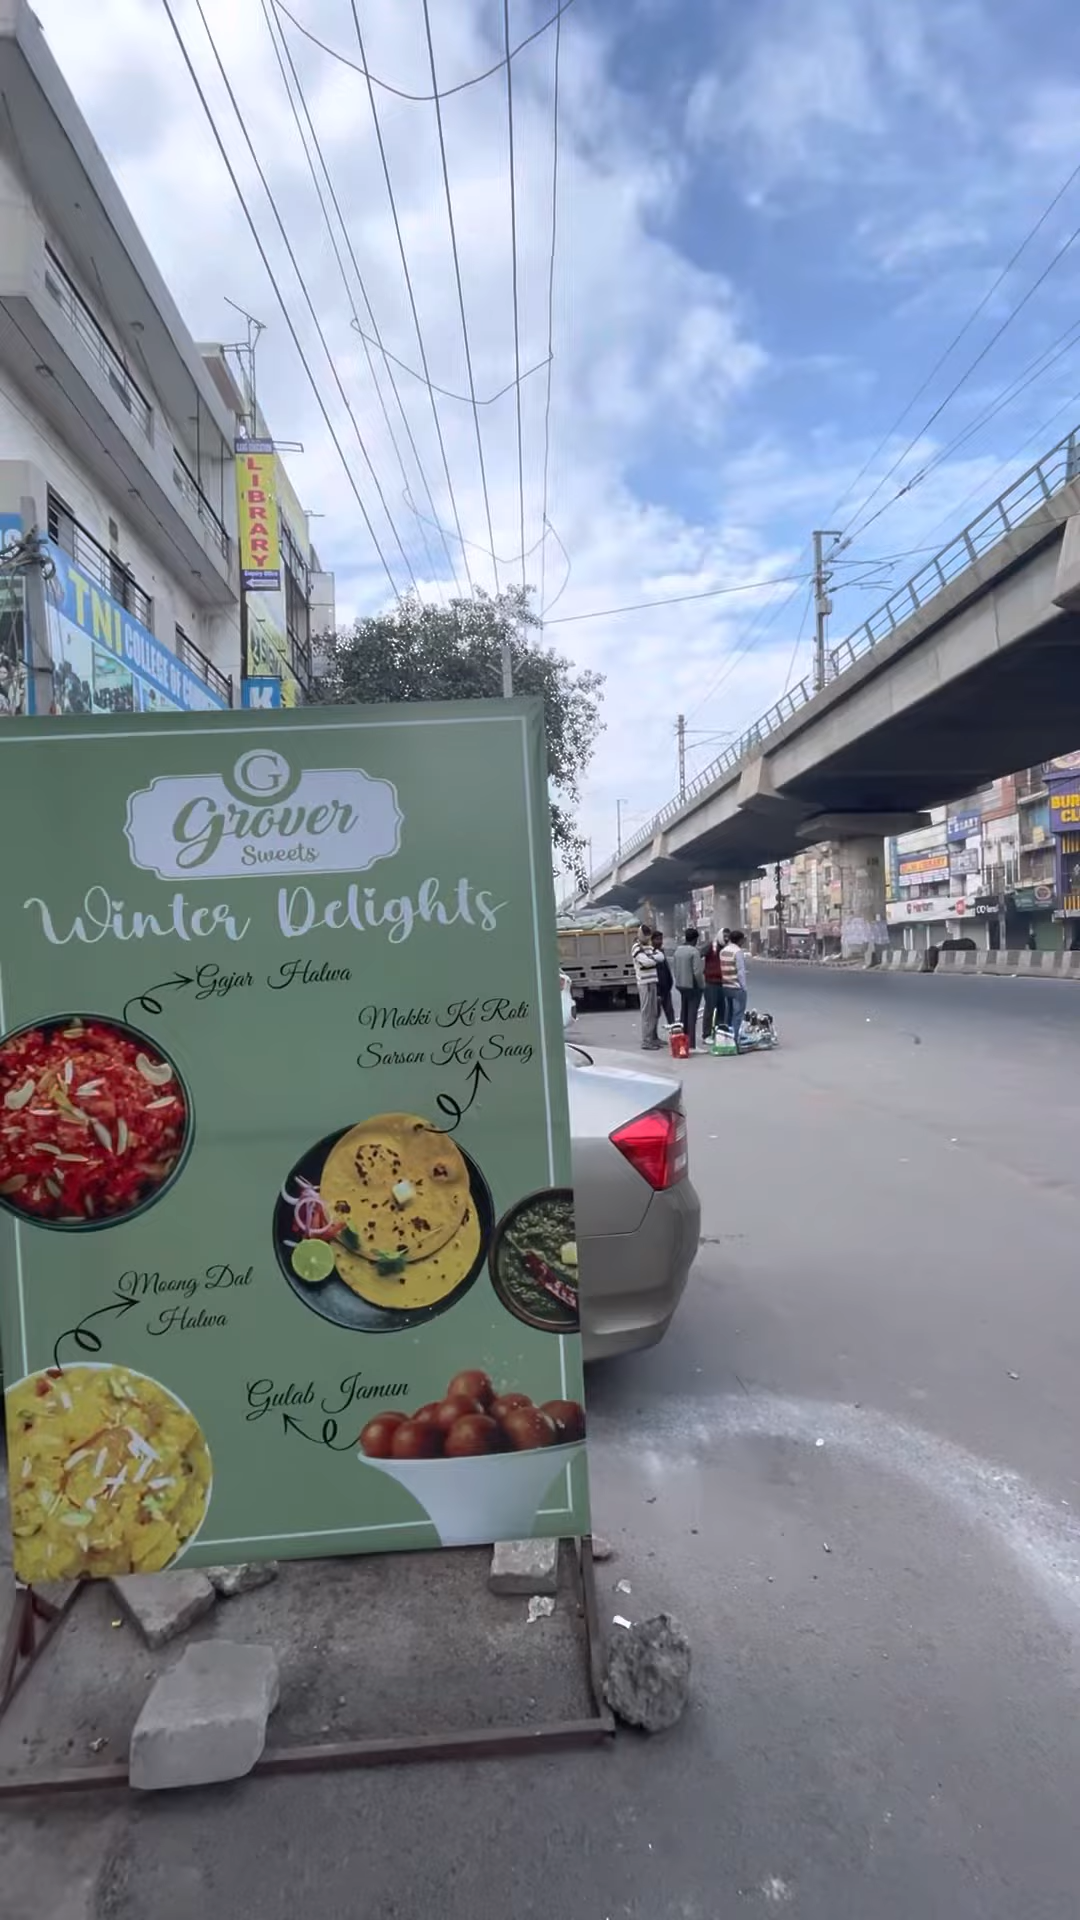 LIBRARY
TNI COLLEGE OF
K
G
Grover
Sweets
Winter Delights
Gajar Halwa
Makki Ki Roti
Sarson Ka Saag
Moong Dal
Halwa
Gulab Jamun